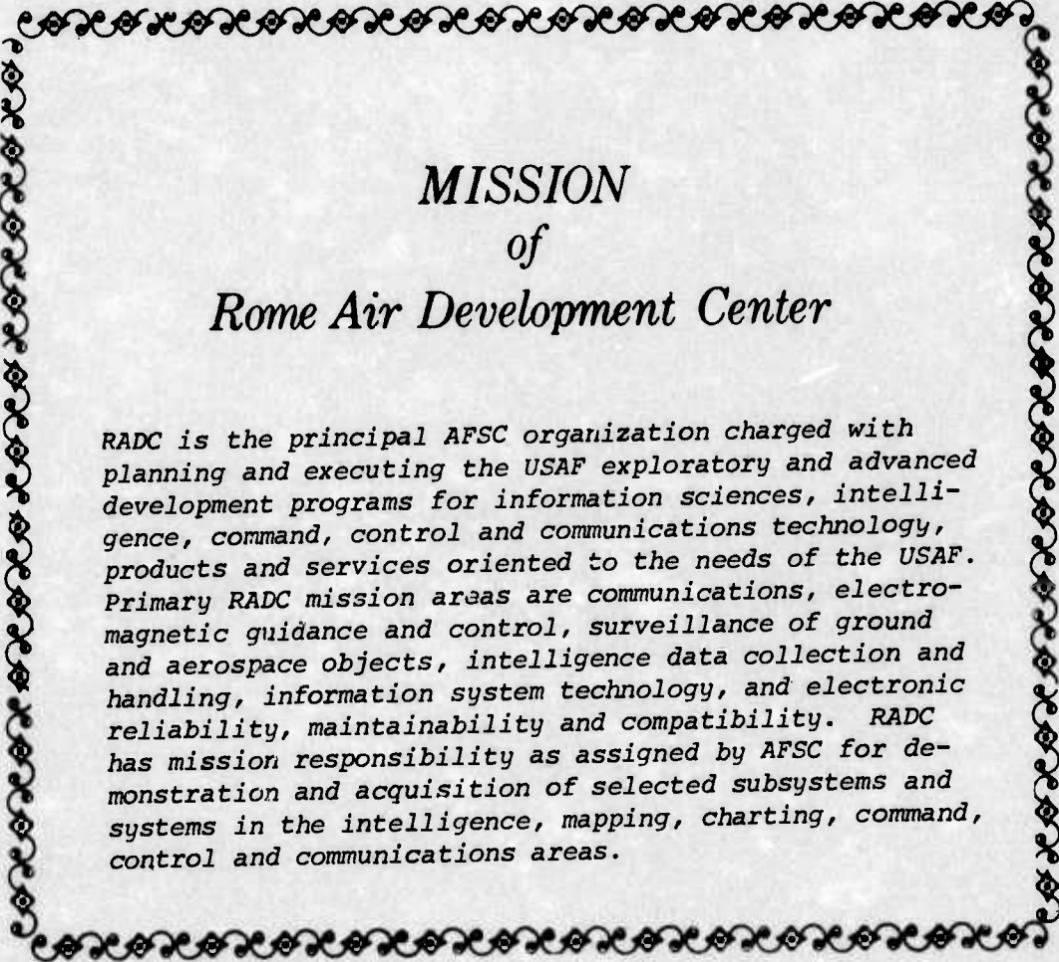 MISSION
of
Rome Air Development Center
RADC is the principal AFSC organization charged with
planning and executing the USAF exploratory and advanced
development programs for information sciences, intelli-
gence, command, control and communications technology,
products and services oriented to the needs of the USAF.
Primary RADC mission areas are communications, electro-
magnetic guidance and control, surveillance of ground
and aerospace objects, intelligence data collection and
handling, information system technology, and electronic
reliability, maintainability and compatibility. RADC
has mission responsibility as assigned by AFSC for de-
monstration and acquisition of selected subsystems and
systems in the intelligence, mapping, charting, command,
control and communications areas.